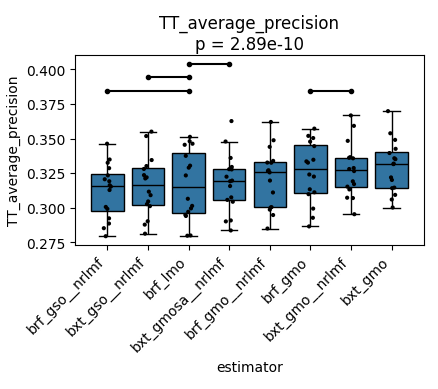 TT_average_precision
p = 2.89e-10
TT_average_precision
0.400
0.375
0.350
0.325
0.300
0.275
brf_gso__nrlmf
bxt_gso__nrlmf
brf_lmo
bxt_gmosa__nrlmf
brf_gmo__nrlmf
brf_gmo
bxt_gmo__nrlmf
bxt_gmo
estimator